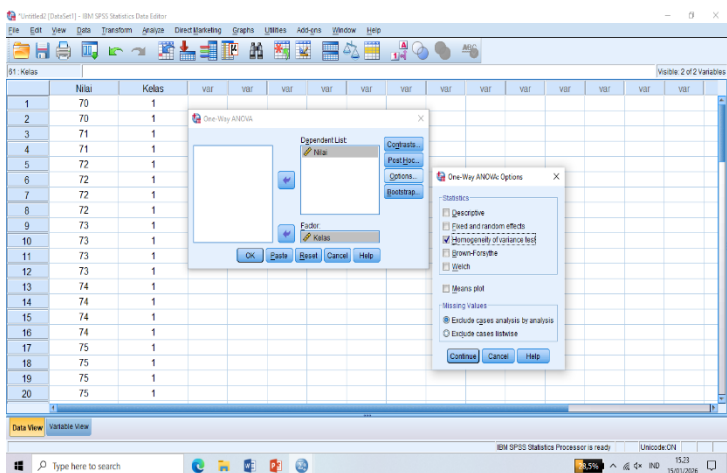 *Untitled2 [DataSet1] - IBM SPSS Statistics Data Editor
File Edit View Data Transform Analyze Direct Marketing Graphs Utilities Add-ons Window Help
61 : Kelas
Visible: 2 of 2 Variables
Nilai Kelas var var var var var var var var var var var var
1 70 1
2 70 1
3 71 1
4 71 1
5 72 1
6 72 1
7 72 1
8 72 1
9 73 1
10 73 1
11 73 1
12 73 1
13 74 1
14 74 1
15 74 1
16 74 1
17 75 1
18 75 1
19 75 1
20 75 1
One-Way ANOVA
Dependent List:
Nilai
Contrasts...
Post Hoc...
Options...
Bootstrap...
Factor:
Kelas
OK Paste Reset Cancel Help
One-Way ANOVA: Options
Statistics
Descriptive
Fixed and random effects
Homogeneity of variance test
Brown-Forsythe
Welch
Means plot
Missing Values
Exclude cases analysis by analysis
Exclude cases listwise
Continue Cancel Help
Data View Variable View
IBM SPSS Statistics Processor is ready Unicode:ON
Type here to search
IND
15.23
15/01/2026